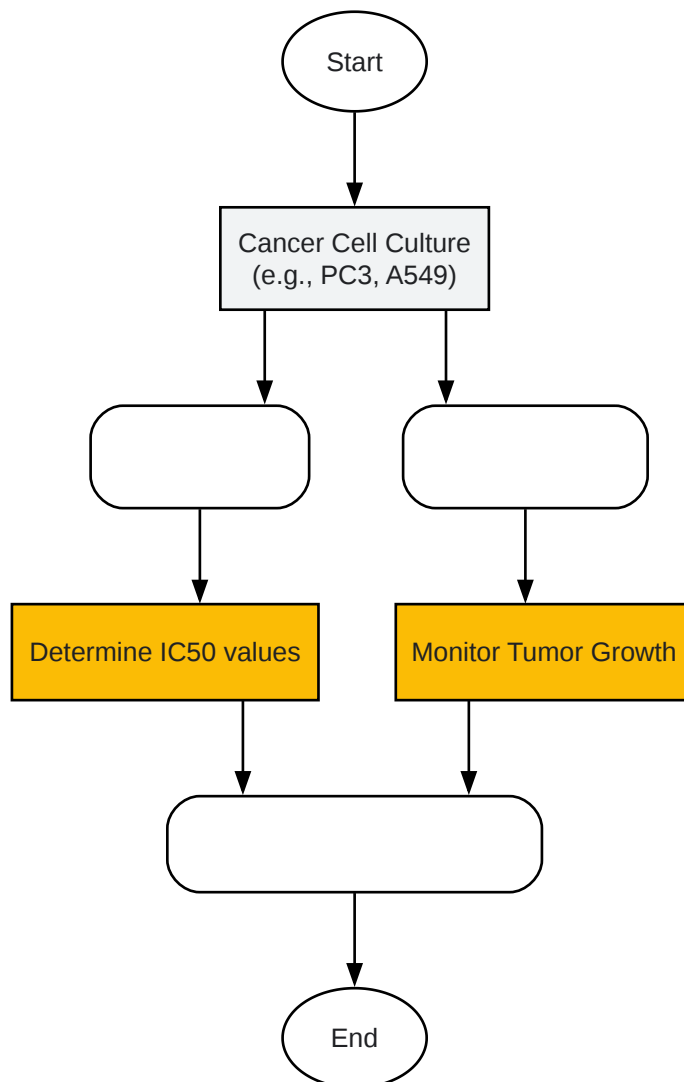 Start
Cancer Cell Culture
(e.g., PC3, A549)
Determine IC50 values
Monitor Tumor Growth
End